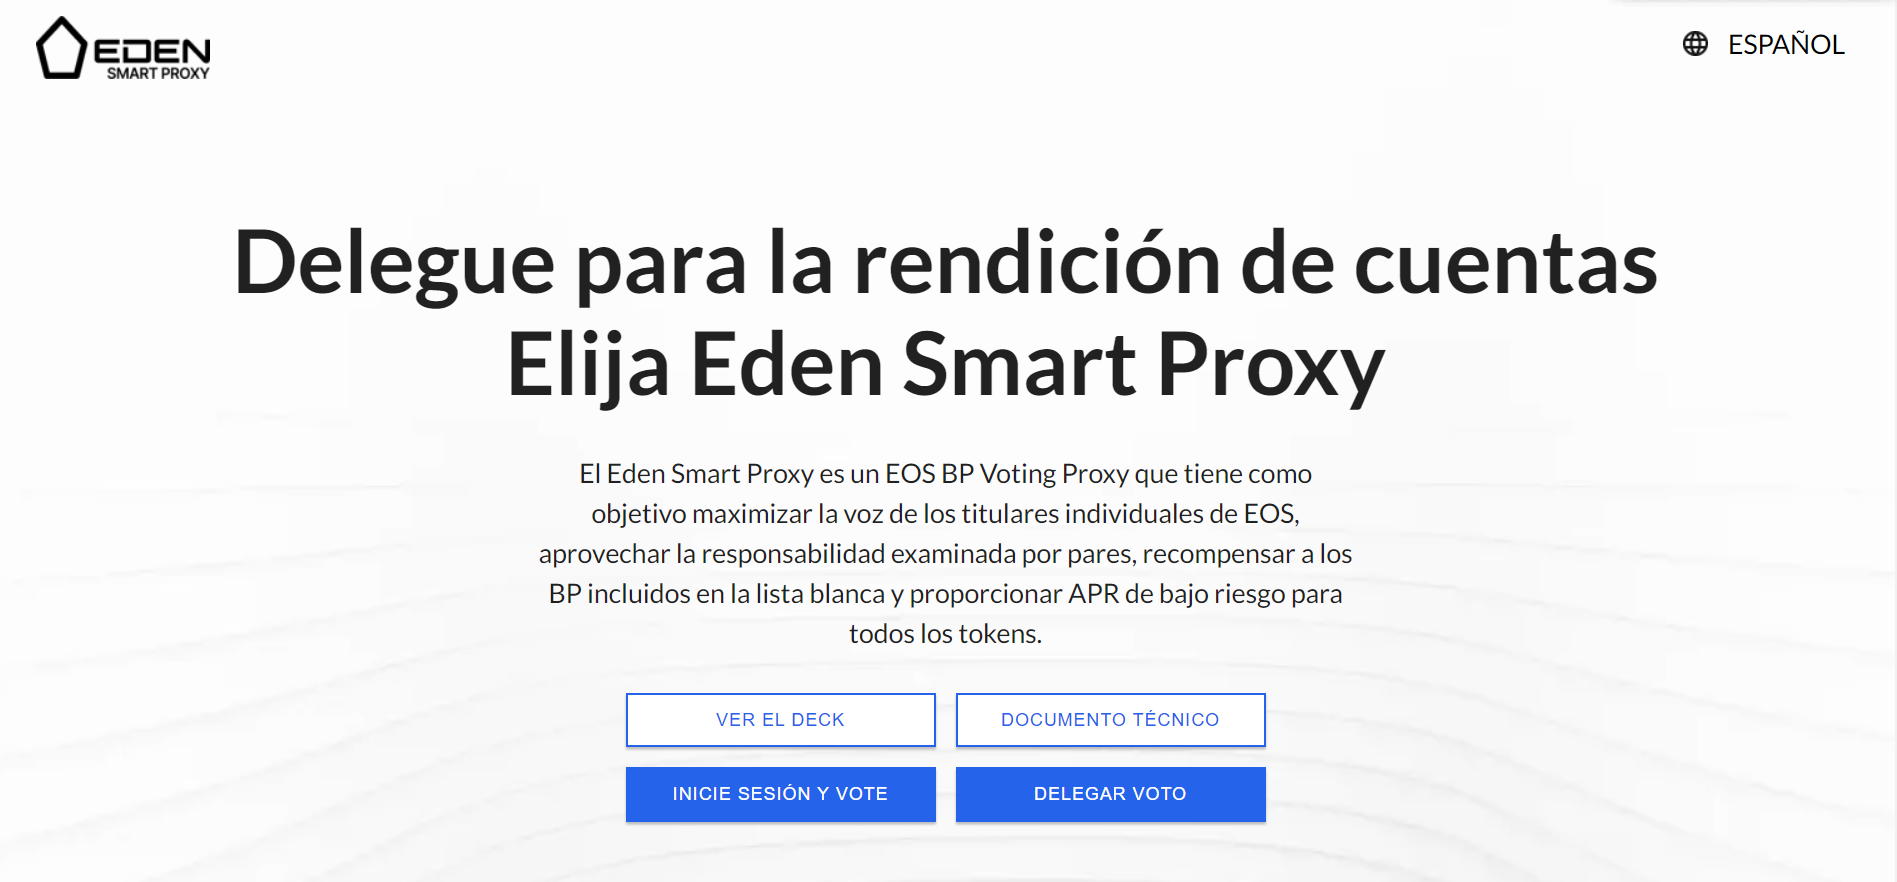 EDEN
SMART PROXY
ESPAÑOL
Delegue para la rendición de cuentas
Elija Eden Smart Proxy
El Eden Smart Proxy es un EOS BP Voting Proxy que tiene como
objetivo maximizar la voz de los titulares individuales de EOS,
aprovechar la responsabilidad examinada por pares, recompensar a los
BP incluidos en la lista blanca y proporcionar APR de bajo riesgo para
todos los tokens.
VER EL DECK
DOCUMENTO TÉCNICO
INICIE SESIÓN Y VOTE
DELEGAR VOTO